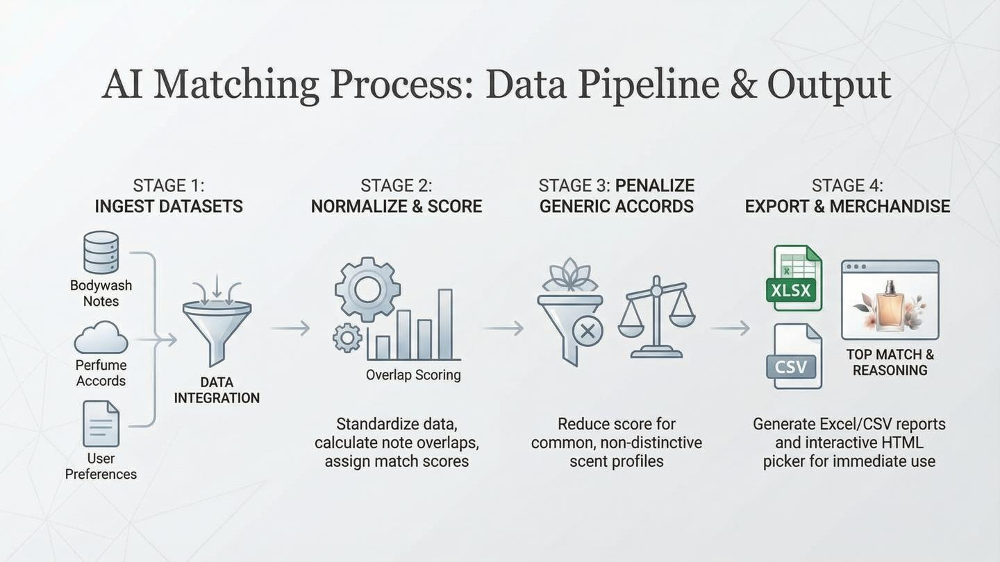 AI Matching Process: Data Pipeline & Output
STAGE 1:
INGEST DATASETS
Bodywash
Notes
Perfume
Accords
User
Preferences
DATA
INTEGRATION
STAGE 2:
NORMALIZE & SCORE
Overlap Scoring
Standardize data,
calculate note overlaps,
assign match scores
STAGE 3: PENALIZE
GENERIC ACCORDS
Reduce score for
common, non-distinctive
scent profiles
STAGE 4:
EXPORT & MERCHANDISE
X
XLSX
CSV
TOP MATCH &
REASONING
Generate Excel/CSV reports
and interactive HTML
picker for immediate use